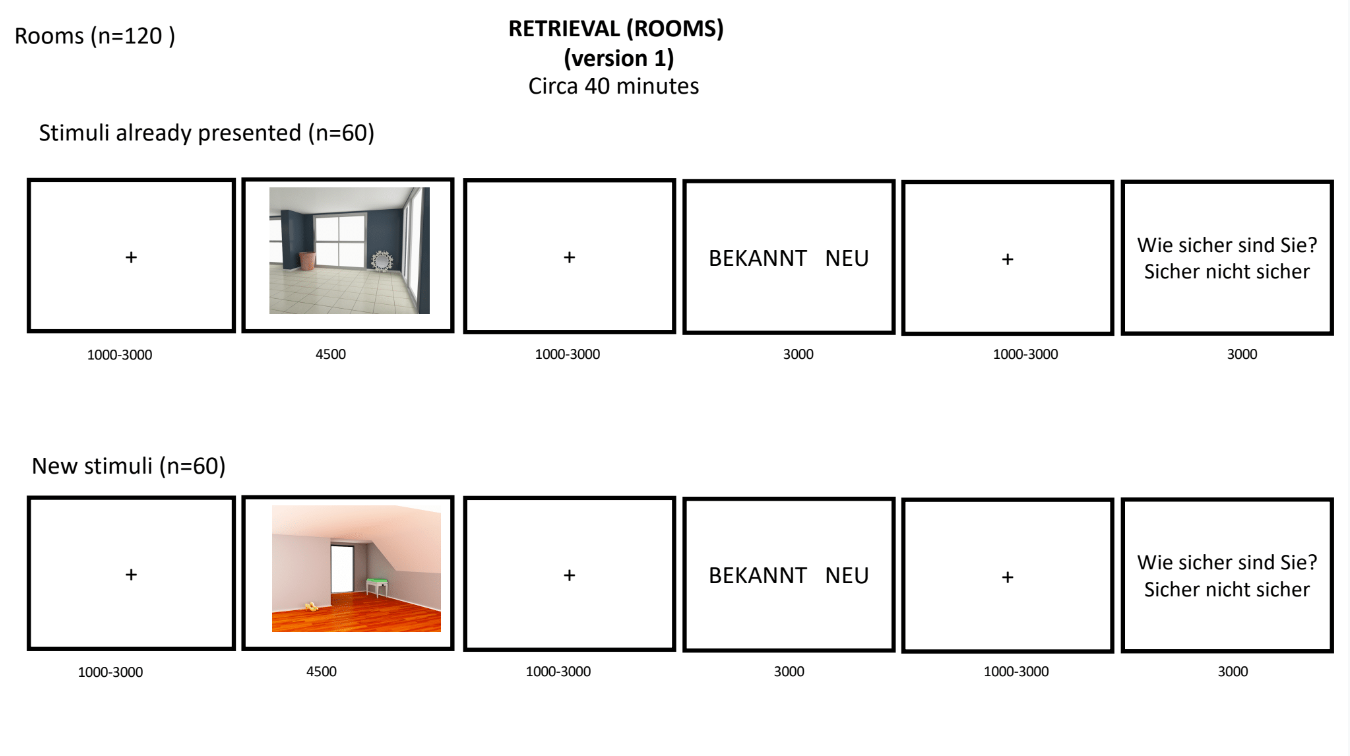 Rooms (n=120 )
RETRIEVAL (ROOMS)
(version 1)
Circa 40 minutes
Stimuli already presented (n=60)
+
+
BEKANNT NEU
+
Wie sicher sind Sie?
Sicher nicht sicher
1000-3000
4500
1000-3000
3000
1000-3000
3000
New stimuli (n=60)
+
+
BEKANNT NEU
+
Wie sicher sind Sie?
Sicher nicht sicher
1000-3000
4500
1000-3000
3000
1000-3000
3000